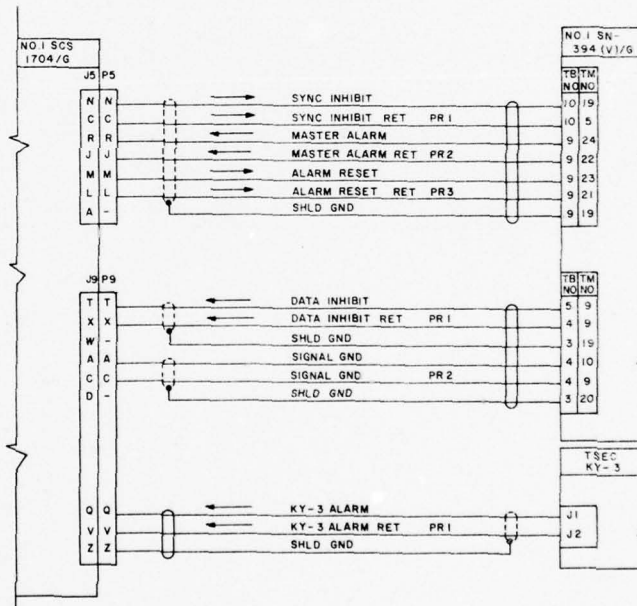 NO.1 SCS
1704/G
NO.1 SN-
394 (V)/G
J5 P5
TB NO TM NO
N N SYNC INHIBIT 10 19
C C SYNC INHIBIT RET PR1 10 5
R R MASTER ALARM 9 24
J J MASTER ALARM RET PR2 9 22
M M ALARM RESET 9 23
L L ALARM RESET RET PR3 9 21
A - SHLD GND 9 19
J9 P9
TB NO TM NO
T T DATA INHIBIT 5 9
X X DATA INHIBIT RET PR1 4 9
W - SHLD GND 3 19
A A SIGNAL GND 4 10
C C SIGNAL GND PR2 4 9
D - SHLD GND 3 20
TSEC
KY-3
Q Q KY-3 ALARM J1
V V KY-3 ALARM RET PR1 J2
Z Z SHLD GND